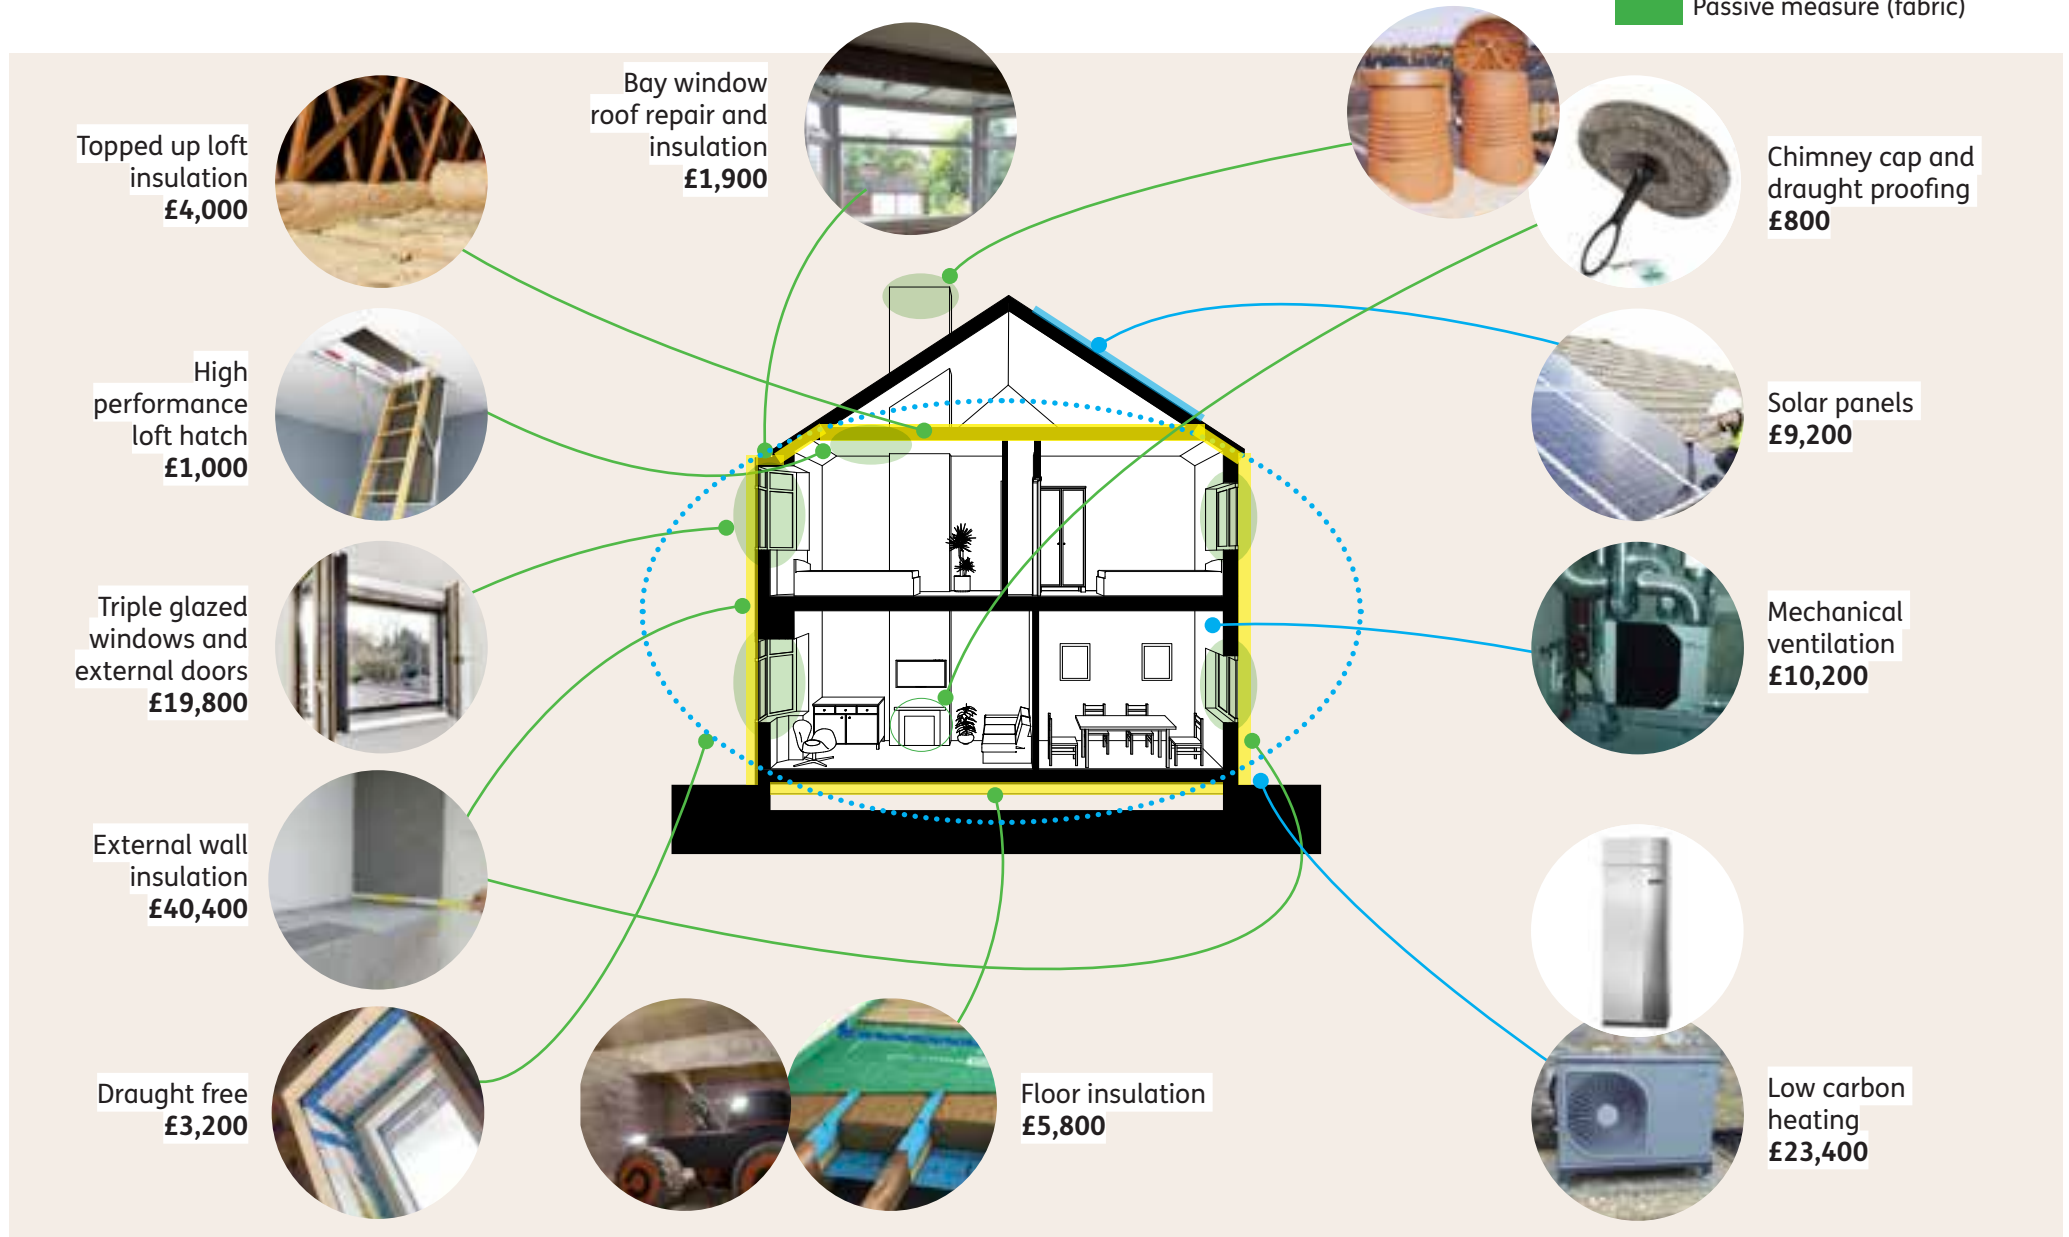 Passive measure (fabric)
Bay window
roof repair and
insulation
£1,900
Topped up loft
insulation
£4,000
Chimney cap and
draught proofing
£800
High
performance
loft hatch
£1,000
Solar panels
£9,200
Triple glazed
windows and
external doors
£19,800
Mechanical
ventilation
£10,200
External wall
insulation
£40,400
Draught free
£3,200
Floor insulation
£5,800
Low carbon
heating
£23,400